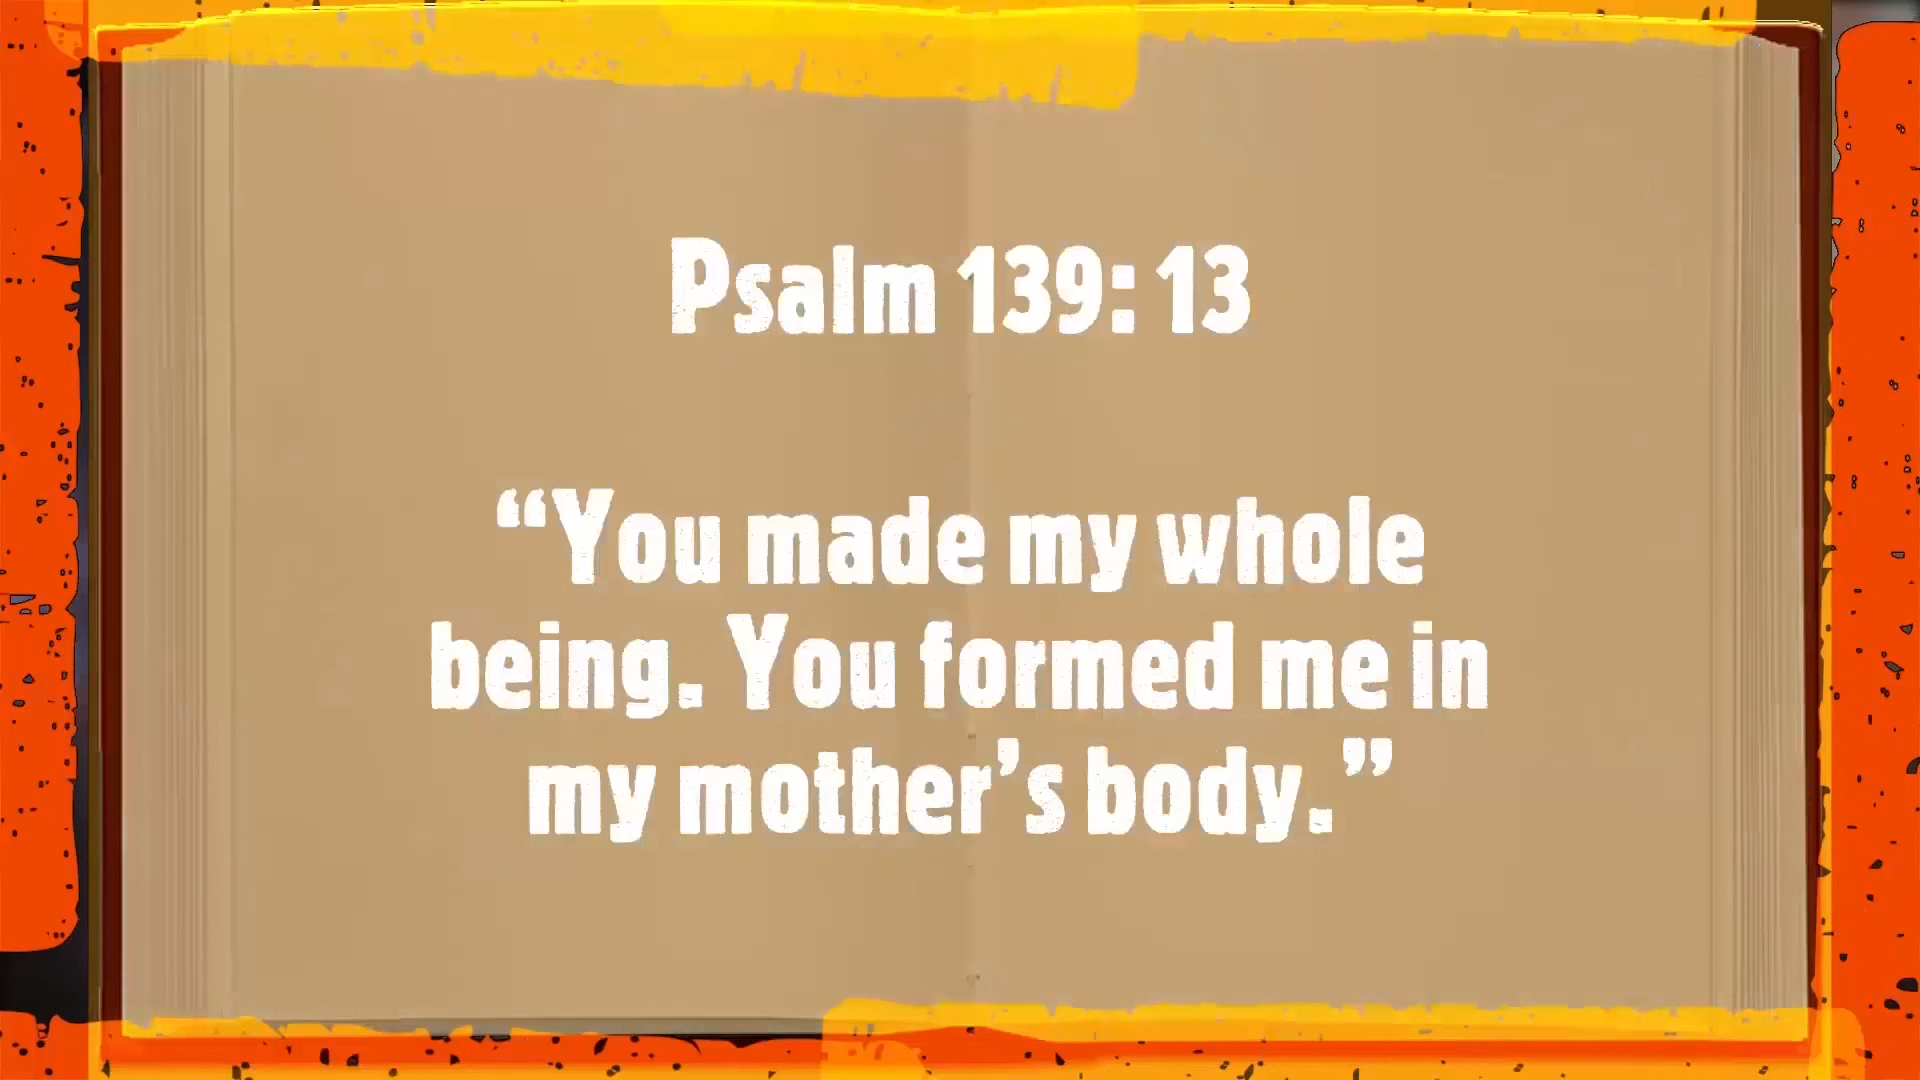 Psalm 139: 13
“You made my whole
being. You formed me in
my mother’s body.”